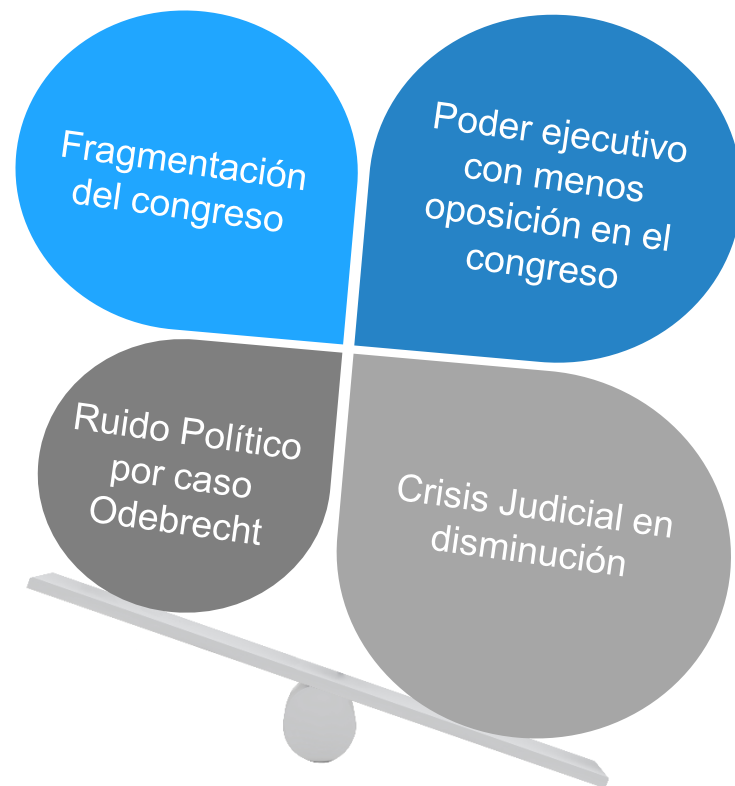 Fragmentación
del congreso
Poder ejecutivo
con menos
oposición en el
congreso
Ruido Político
por caso
Odebrecht
Crisis Judicial en
disminución